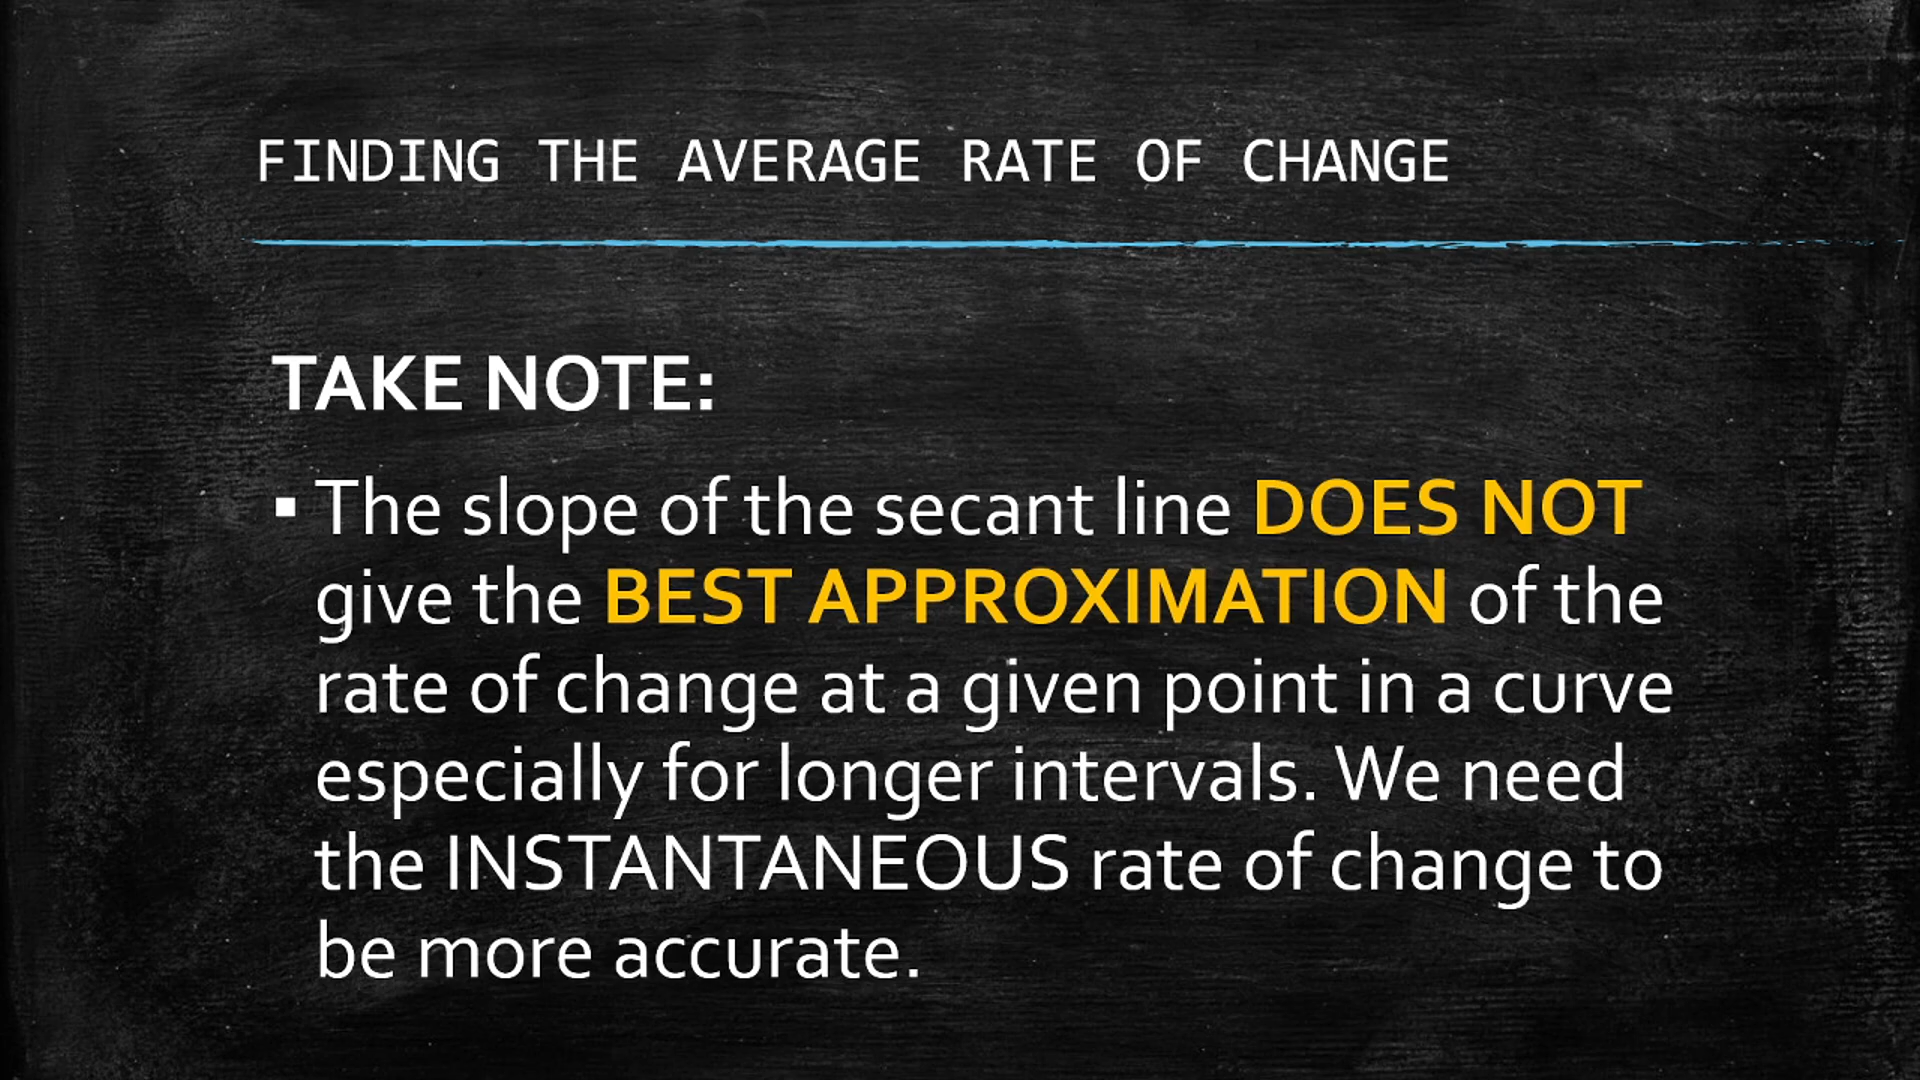 FINDING THE AVERAGE RATE OF CHANGE
TAKE NOTE:
▪ The slope of the secant line DOES NOT
give the BEST APPROXIMATION of the
rate of change at a given point in a curve
especially for longer intervals. We need
the INSTANTANEOUS rate of change to
be more accurate.